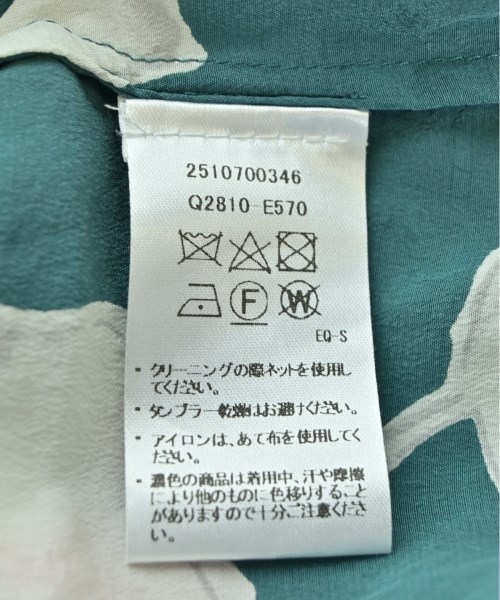 2510700346
Q2810-E570
F W
EQ-S
・クリーニングの際ネットを使用し
てください。
・タンブラー乾燥はお避けください。
・アイロンは、あて布を使用してく
ださい。
・濃色の商品は着用中、汗や摩擦
により他のものに色移りすること
がありますので十分ご注意くださ
い。